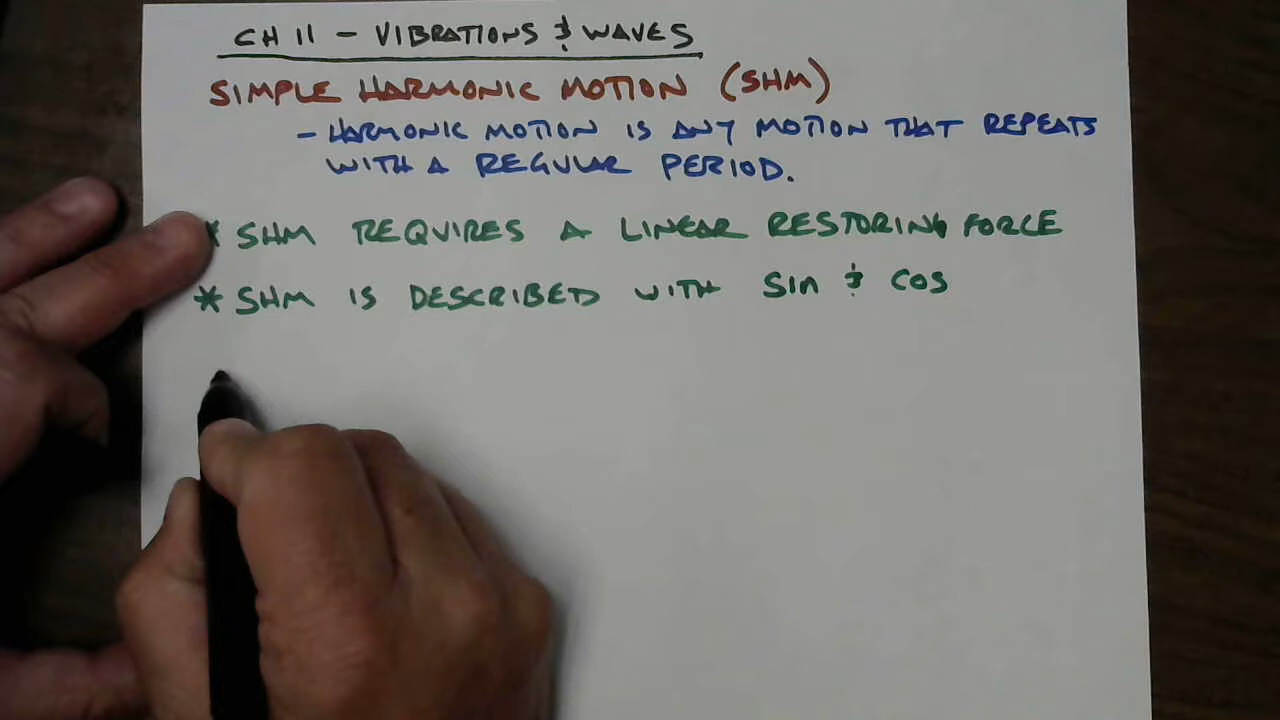 CH 11 - VIBRATIONS & WAVES
SIMPLE HARMONIC MOTION (SHM)
- HARMONIC MOTION IS ANY MOTION THAT REPEATS
WITH A REGULAR PERIOD.
* SHM REQUIRES A LINEAR RESTORING FORCE
* SHM IS DESCRIBED WITH Sin & COS